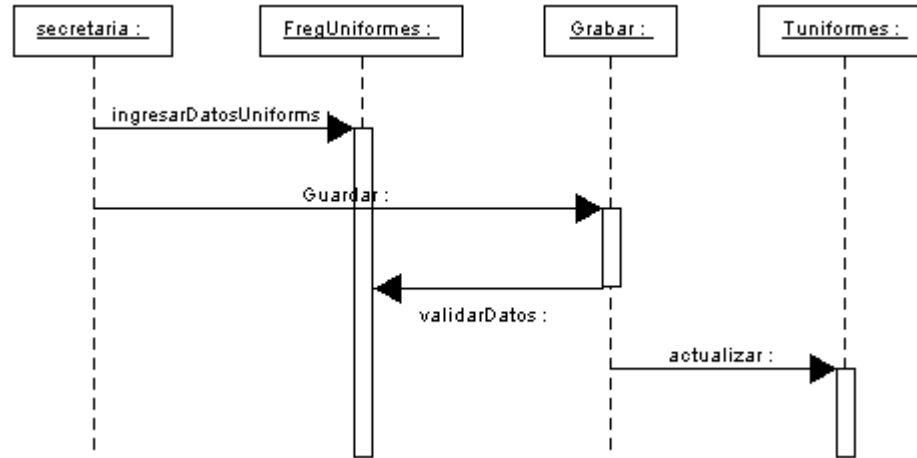 secretaria :
FregUniformes :
Grabar :
Tuniformes :
ingresarDatosUniforms
Guardar :
validarDatos :
actualizar :